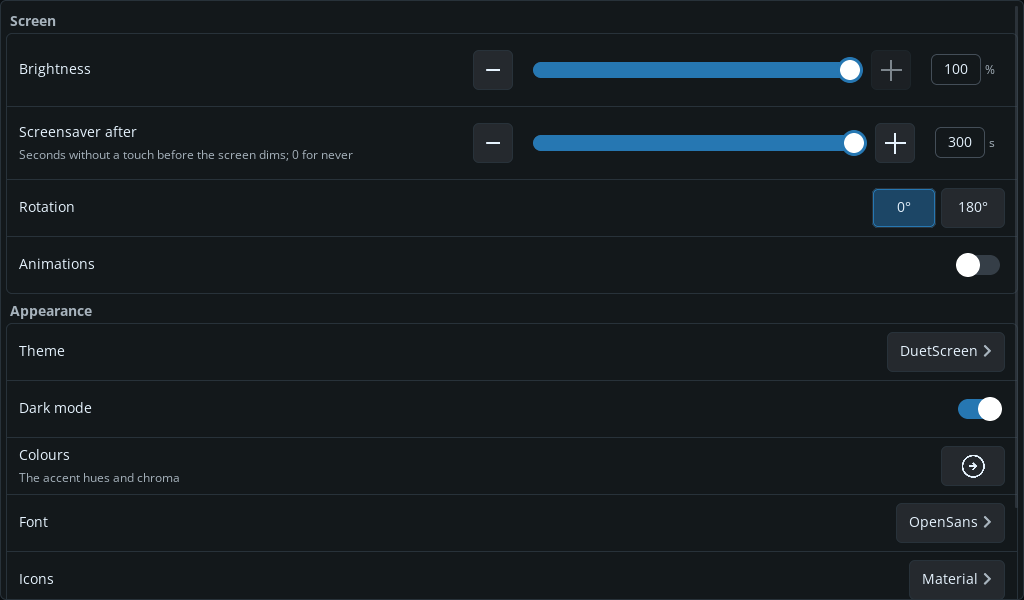 Screen
Brightness
100 %
Screensaver after
Seconds without a touch before the screen dims; 0 for never
300 s
Rotation
0°
180°
Animations
Appearance
Theme
DuetScreen
Dark mode
Colours
The accent hues and chroma
Font
OpenSans
Icons
Material